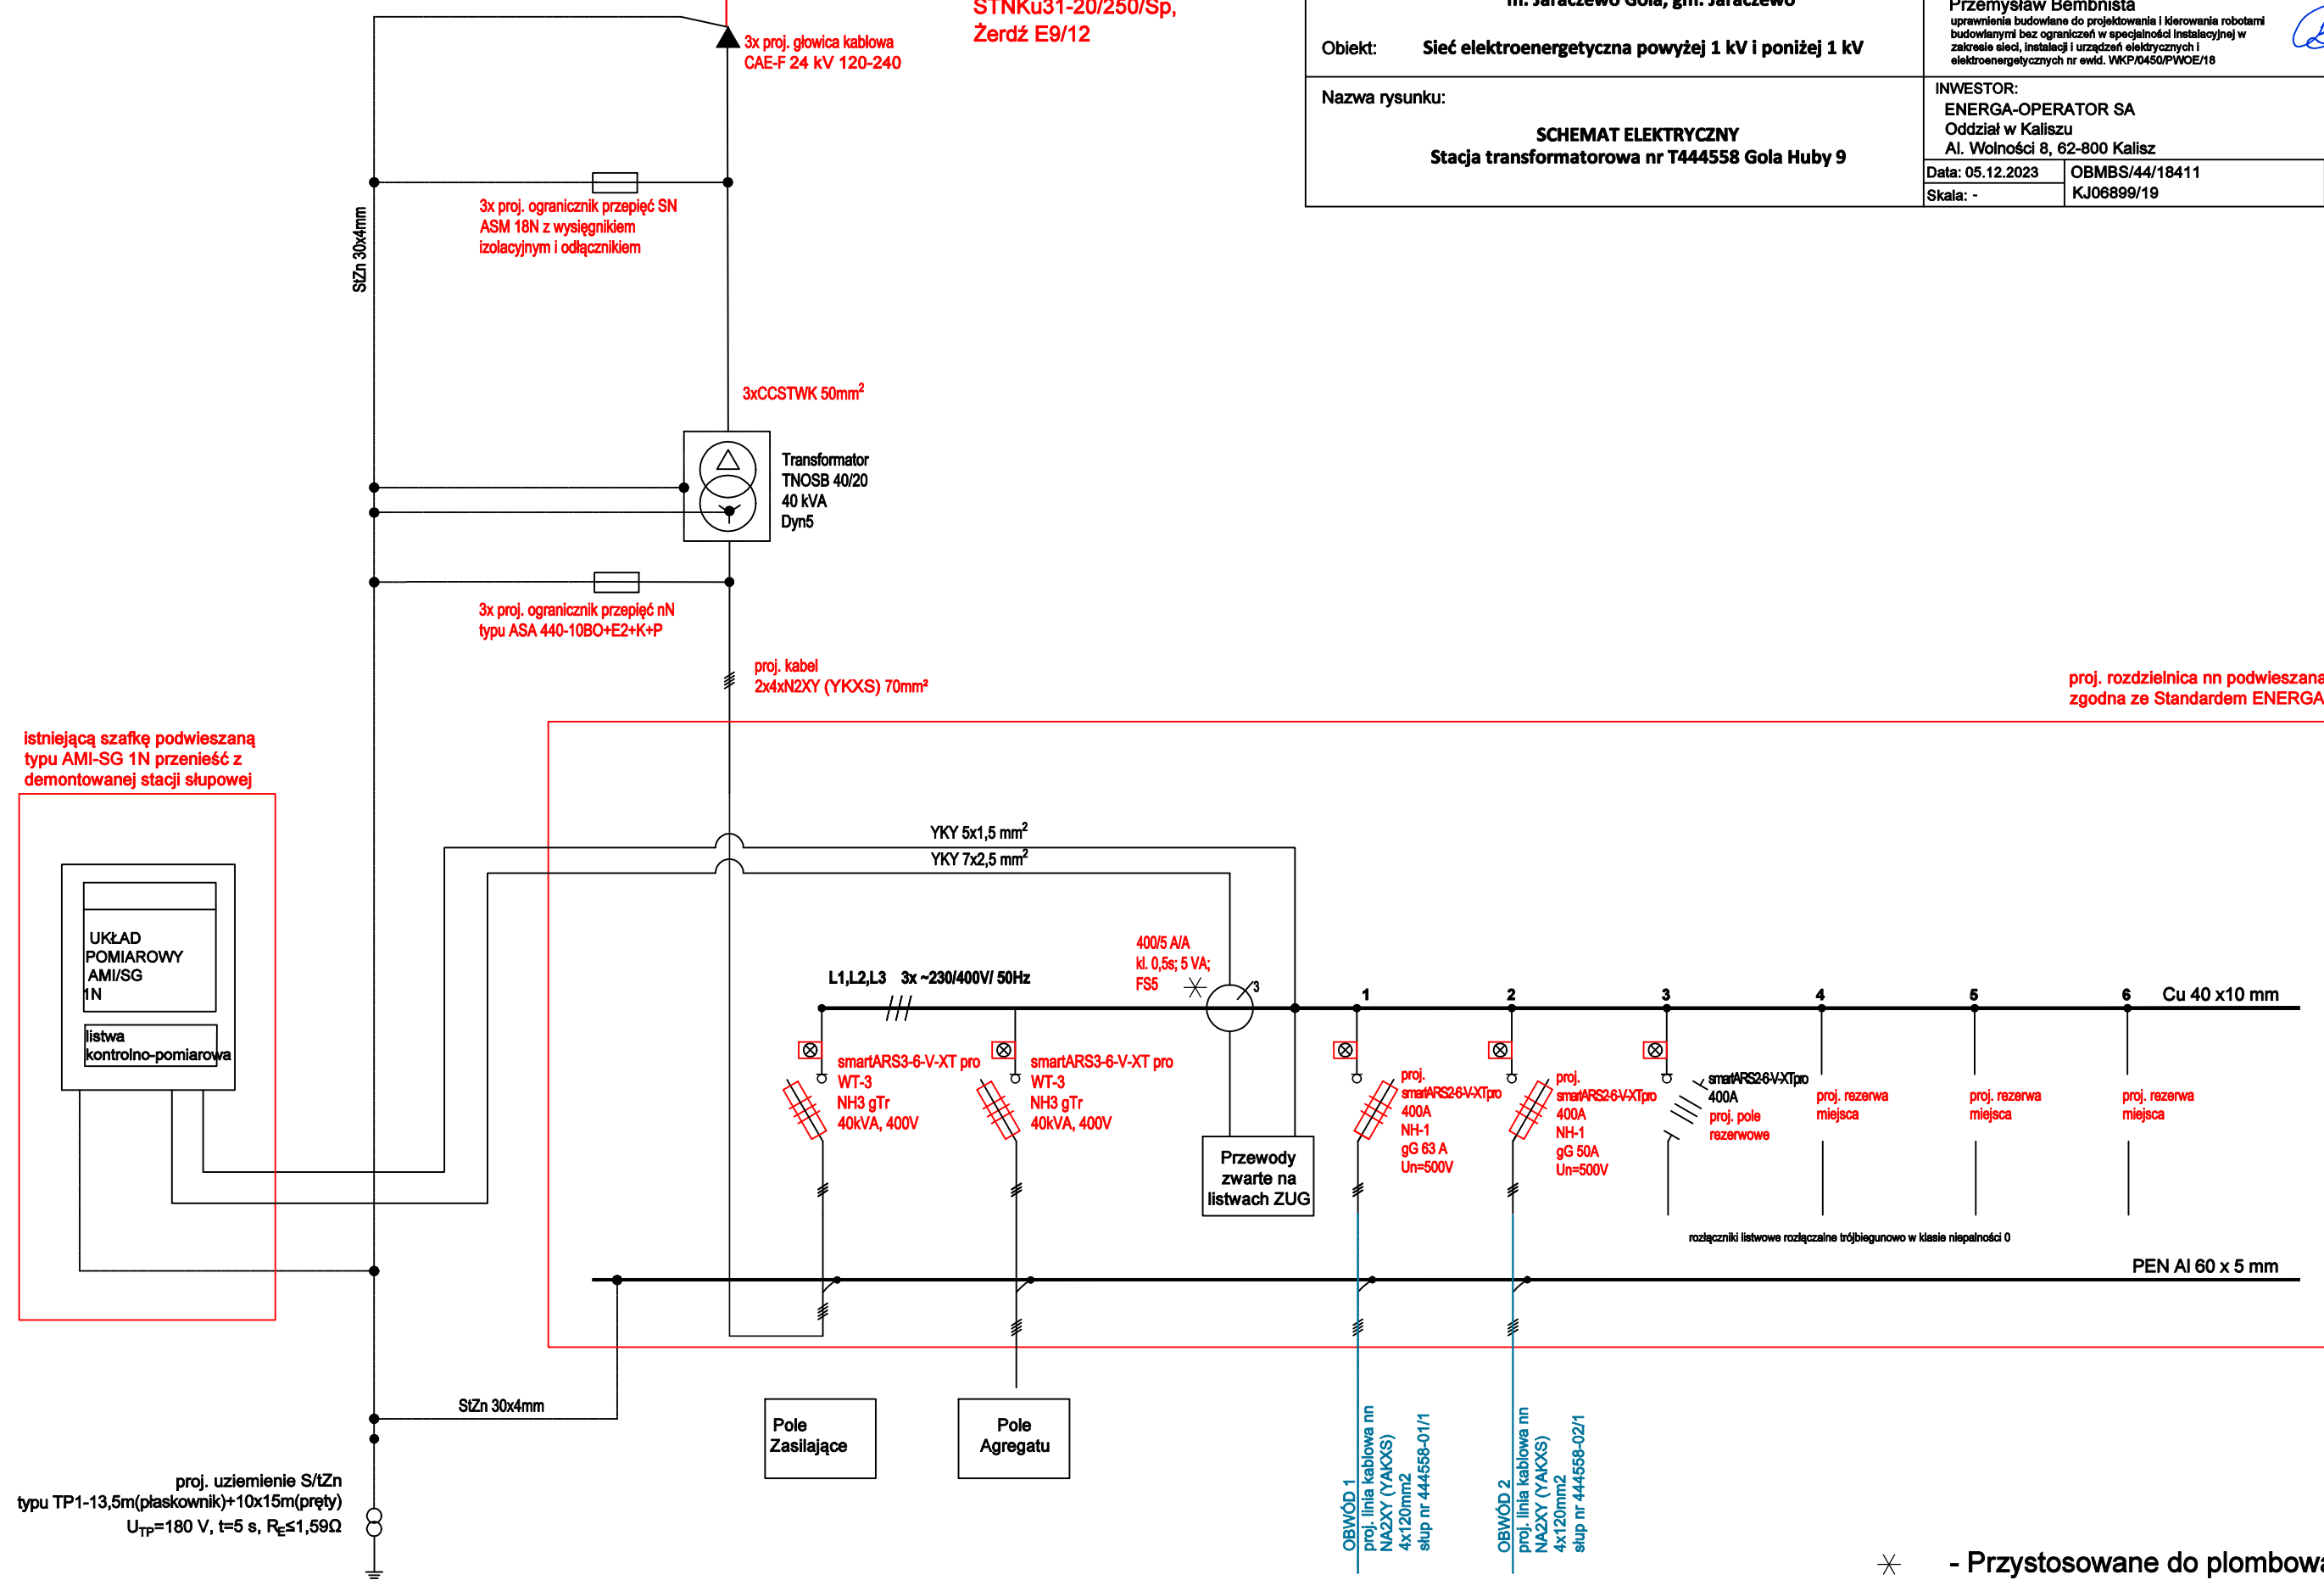 STNKu31-20/250/Sp,
Żerdź E9/12
3x proj. głowica kablowa
CAE-F 24 kV 120-240
m. Jaraczewo Gola, gm. Jaraczewo
Obiekt: Sieć elektroenergetyczna powyżej 1 kV i poniżej 1 kV
Nazwa rysunku:
SCHEMAT ELEKTRYCZNY
Stacja transformatorowa nr T444558 Gola Huby 9
Przemysław Bembnista
uprawnienia budowlane do projektowania i kierowania robotami
budowlanymi bez ograniczeń w specjalności instalacyjnej w
zakresie sieci, instalacji i urządzeń elektrycznych i
elektroenergetycznych nr ewid. WKP/0450/PWOE/18
INWESTOR:
ENERGA-OPERATOR SA
Oddział w Kaliszu
Al. Wolności 8, 62-800 Kalisz
Data: 05.12.2023
OBMBS/44/18411
Skala: -
KJ06899/19
3x proj. ogranicznik przepięć SN
ASM 18N z wysięgnikiem
izolacyjnym i odłącznikiem
StZn 30x4mm
3xCCSTWK 50mm²
Transformator
TNOSB 40/20
40 kVA
Dyn5
3x proj. ogranicznik przepięć nN
typu ASA 440-10BO+E2+K+P
proj. kabel
2x4xN2XY (YKXS) 70mm²
proj. rozdzielnica nn podwieszana
zgodna ze Standardem ENERGA
istniejącą szafkę podwieszaną
typu AMI-SG 1N przenieść z
demontowanej stacji słupowej
YKY 5x1,5 mm²
YKY 7x2,5 mm²
UKŁAD
POMIAROWY
AMI/SG
1N
listwa
kontrolno-pomiarowa
400/5 A/A
kl. 0,5s; 5 VA;
FS5
3
L1,L2,L3 3x ~230/400V/ 50Hz
1
2
3
4
5
6
Cu 40 x10 mm
smartARS3-6-V-XT pro
WT-3
NH3 gTr
40kVA, 400V
smartARS3-6-V-XT pro
WT-3
NH3 gTr
40kVA, 400V
Przewody
zwarte na
listwach ZUG
proj.
smartARS2-6-V-XTpro
400A
NH-1
gG 63 A
Un=500V
proj.
smartARS2-6-V-XTpro
400A
NH-1
gG 50A
Un=500V
smartARS2-6-V-XTpro
400A
proj. pole
rezerwowe
proj. rezerwa
miejsca
proj. rezerwa
miejsca
proj. rezerwa
miejsca
rozłączniki listwowe rozłączalne trójbiegunowo w klasie niepalności 0
PEN Al 60 x 5 mm
StZn 30x4mm
Pole
Zasilające
Pole
Agregatu
OBWÓD 1
proj. linia kablowa nn
NA2XY (YAKXS)
4x120mm2
słup nr 444558-01/1
OBWÓD 2
proj. linia kablowa nn
NA2XY (YAKXS)
4x120mm2
słup nr 444558-02/1
proj. uziemienie S/tZn
typu TP1-13,5m(płaskownik)+10x15m(pręty)
UTP=180 V, t=5 s, RE≤1,59Ω
- Przystosowane do plombowa